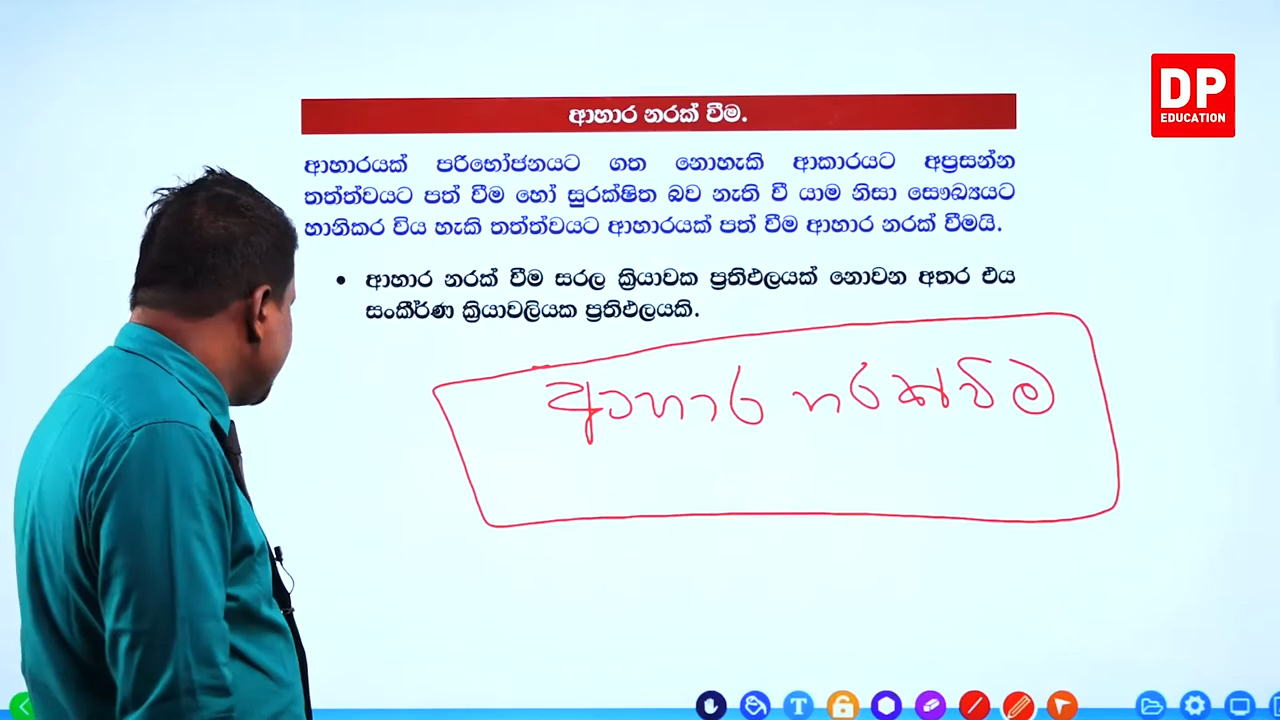 DP
EDUCATION
ආහාර නරක් වීම.
ආහාරයක් පරිභෝජනයට ගත නොහැකි ආකාරයට අප්‍රසන්න
තත්ත්වයට පත් වීම හෝ සුරක්ෂිත බව නැති වී යාම නිසා සෞඛ්‍යයට
හානිකර විය හැකි තත්ත්වයට ආහාරයක් පත් වීම ආහාර නරක් වීමයි.
• ආහාර නරක් වීම සරල ක්‍රියාවක ප්‍රතිඵලයක් නොවන අතර එය
සංකීර්ණ ක්‍රියාවලියක ප්‍රතිඵලයකි.
ආහාර නරක්වීම
T